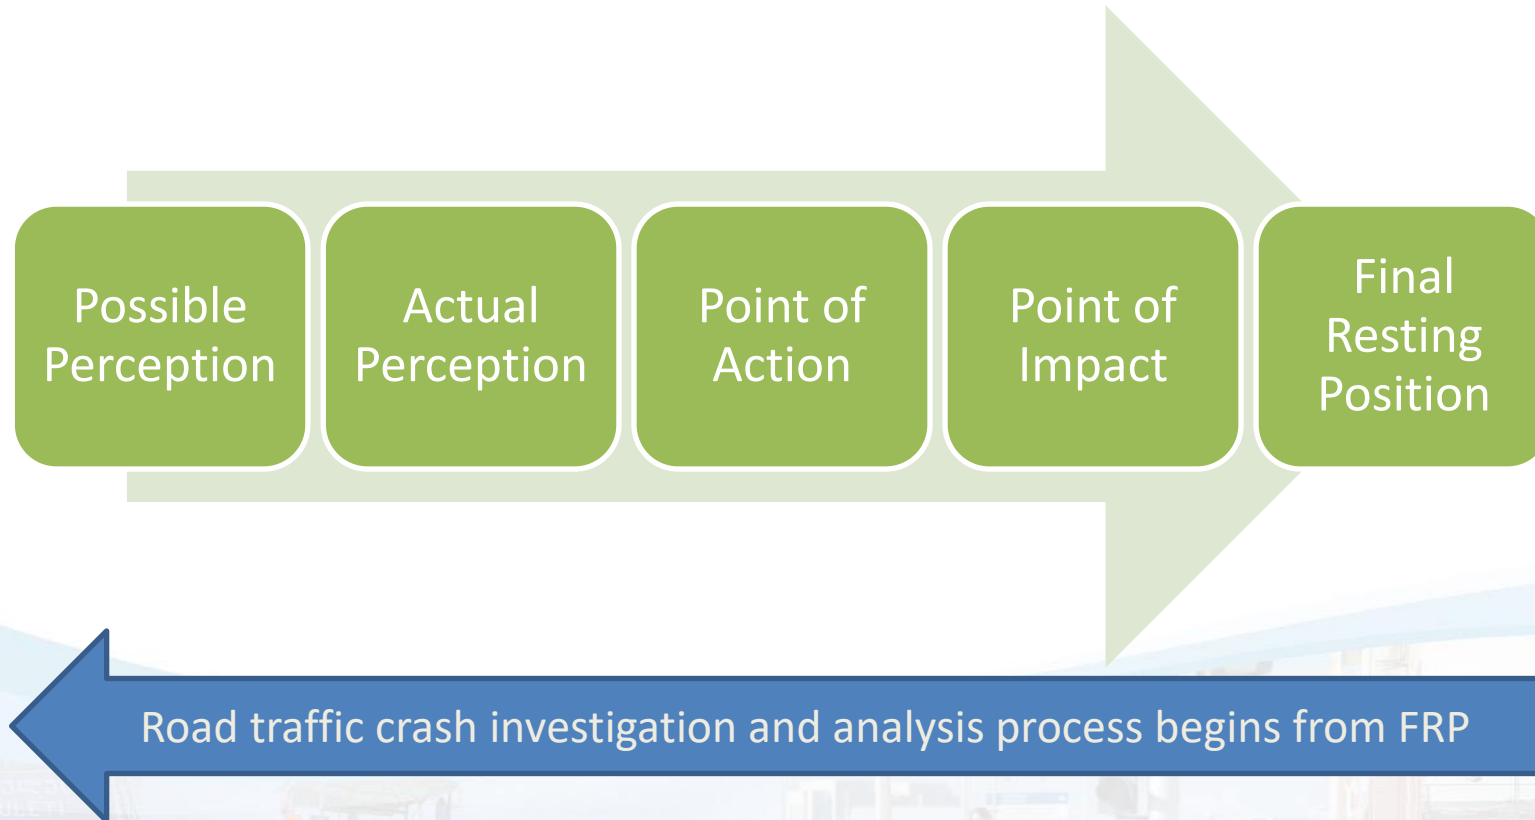 Possible
Perception
Actual
Perception
Point of
Action
Point of
Impact
Final
Resting
Position
Road traffic crash investigation and analysis process begins from FRP